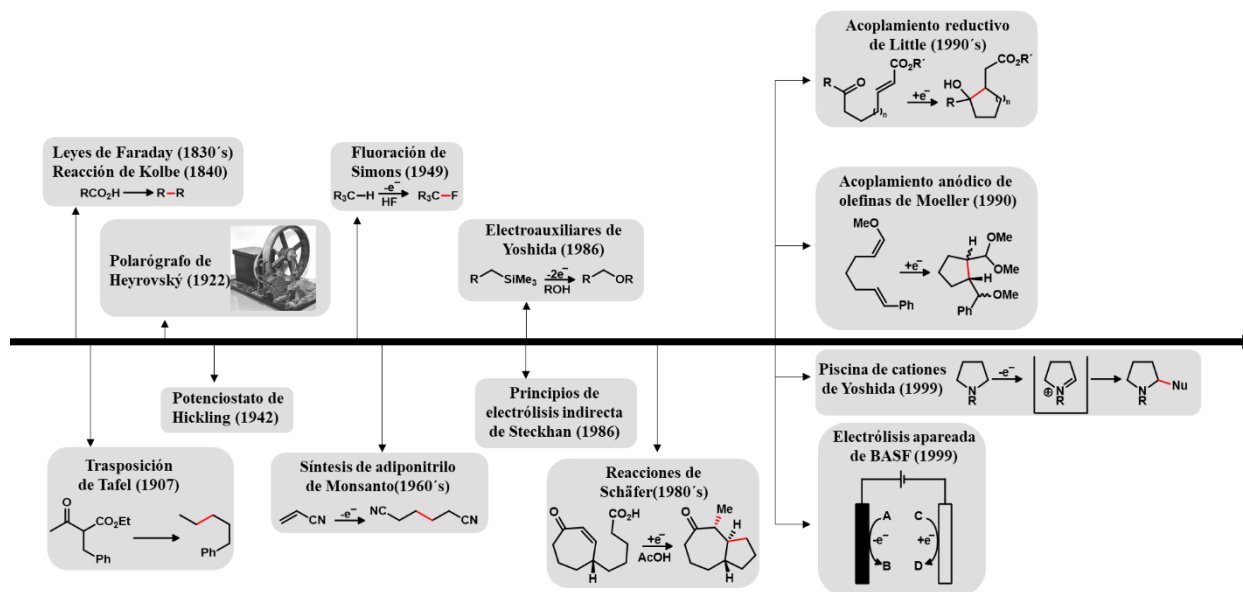 Leyes de Faraday (1830´s)
Reacción de Kolbe (1840)
RCO₂H
R—R
Polarógrafo de
Heyrovský (1922)
Fluoración de
Simons (1949)
R₃C—H
-e⁻
HF
R₃C—F
Electroauxiliares de
Yoshida (1986)
R
SiMe₃
-2e⁻
ROH
R
OR
Acoplamiento reductivo
de Little (1990´s)
CO₂R´
R
O
( )n
+e⁻
CO₂R´
HO
R
( )n
Acoplamiento anódico de
olefinas de Moeller (1990)
MeO
Ph
+e⁻
H
OMe
OMe
H
OMe
Ph
Trasposición
de Tafel (1907)
O
CO₂Et
Ph
Ph
Potenciostato de
Hickling (1942)
Síntesis de adiponitrilo
de Monsanto(1960´s)
CN
-e⁻
NC
CN
Principios de
electrólisis indirecta
de Steckhan (1986)
Reacciones de
Schäfer(1980´s)
O
CO₂H
H
+e⁻
AcOH
O
Me
H
H
Piscina de cationes
de Yoshida (1999)
N
R
-e⁻
⊕
N
R
N
R
Nu
Electrólisis apareada
de BASF (1999)
A
C
-e⁻
+e⁻
B
D